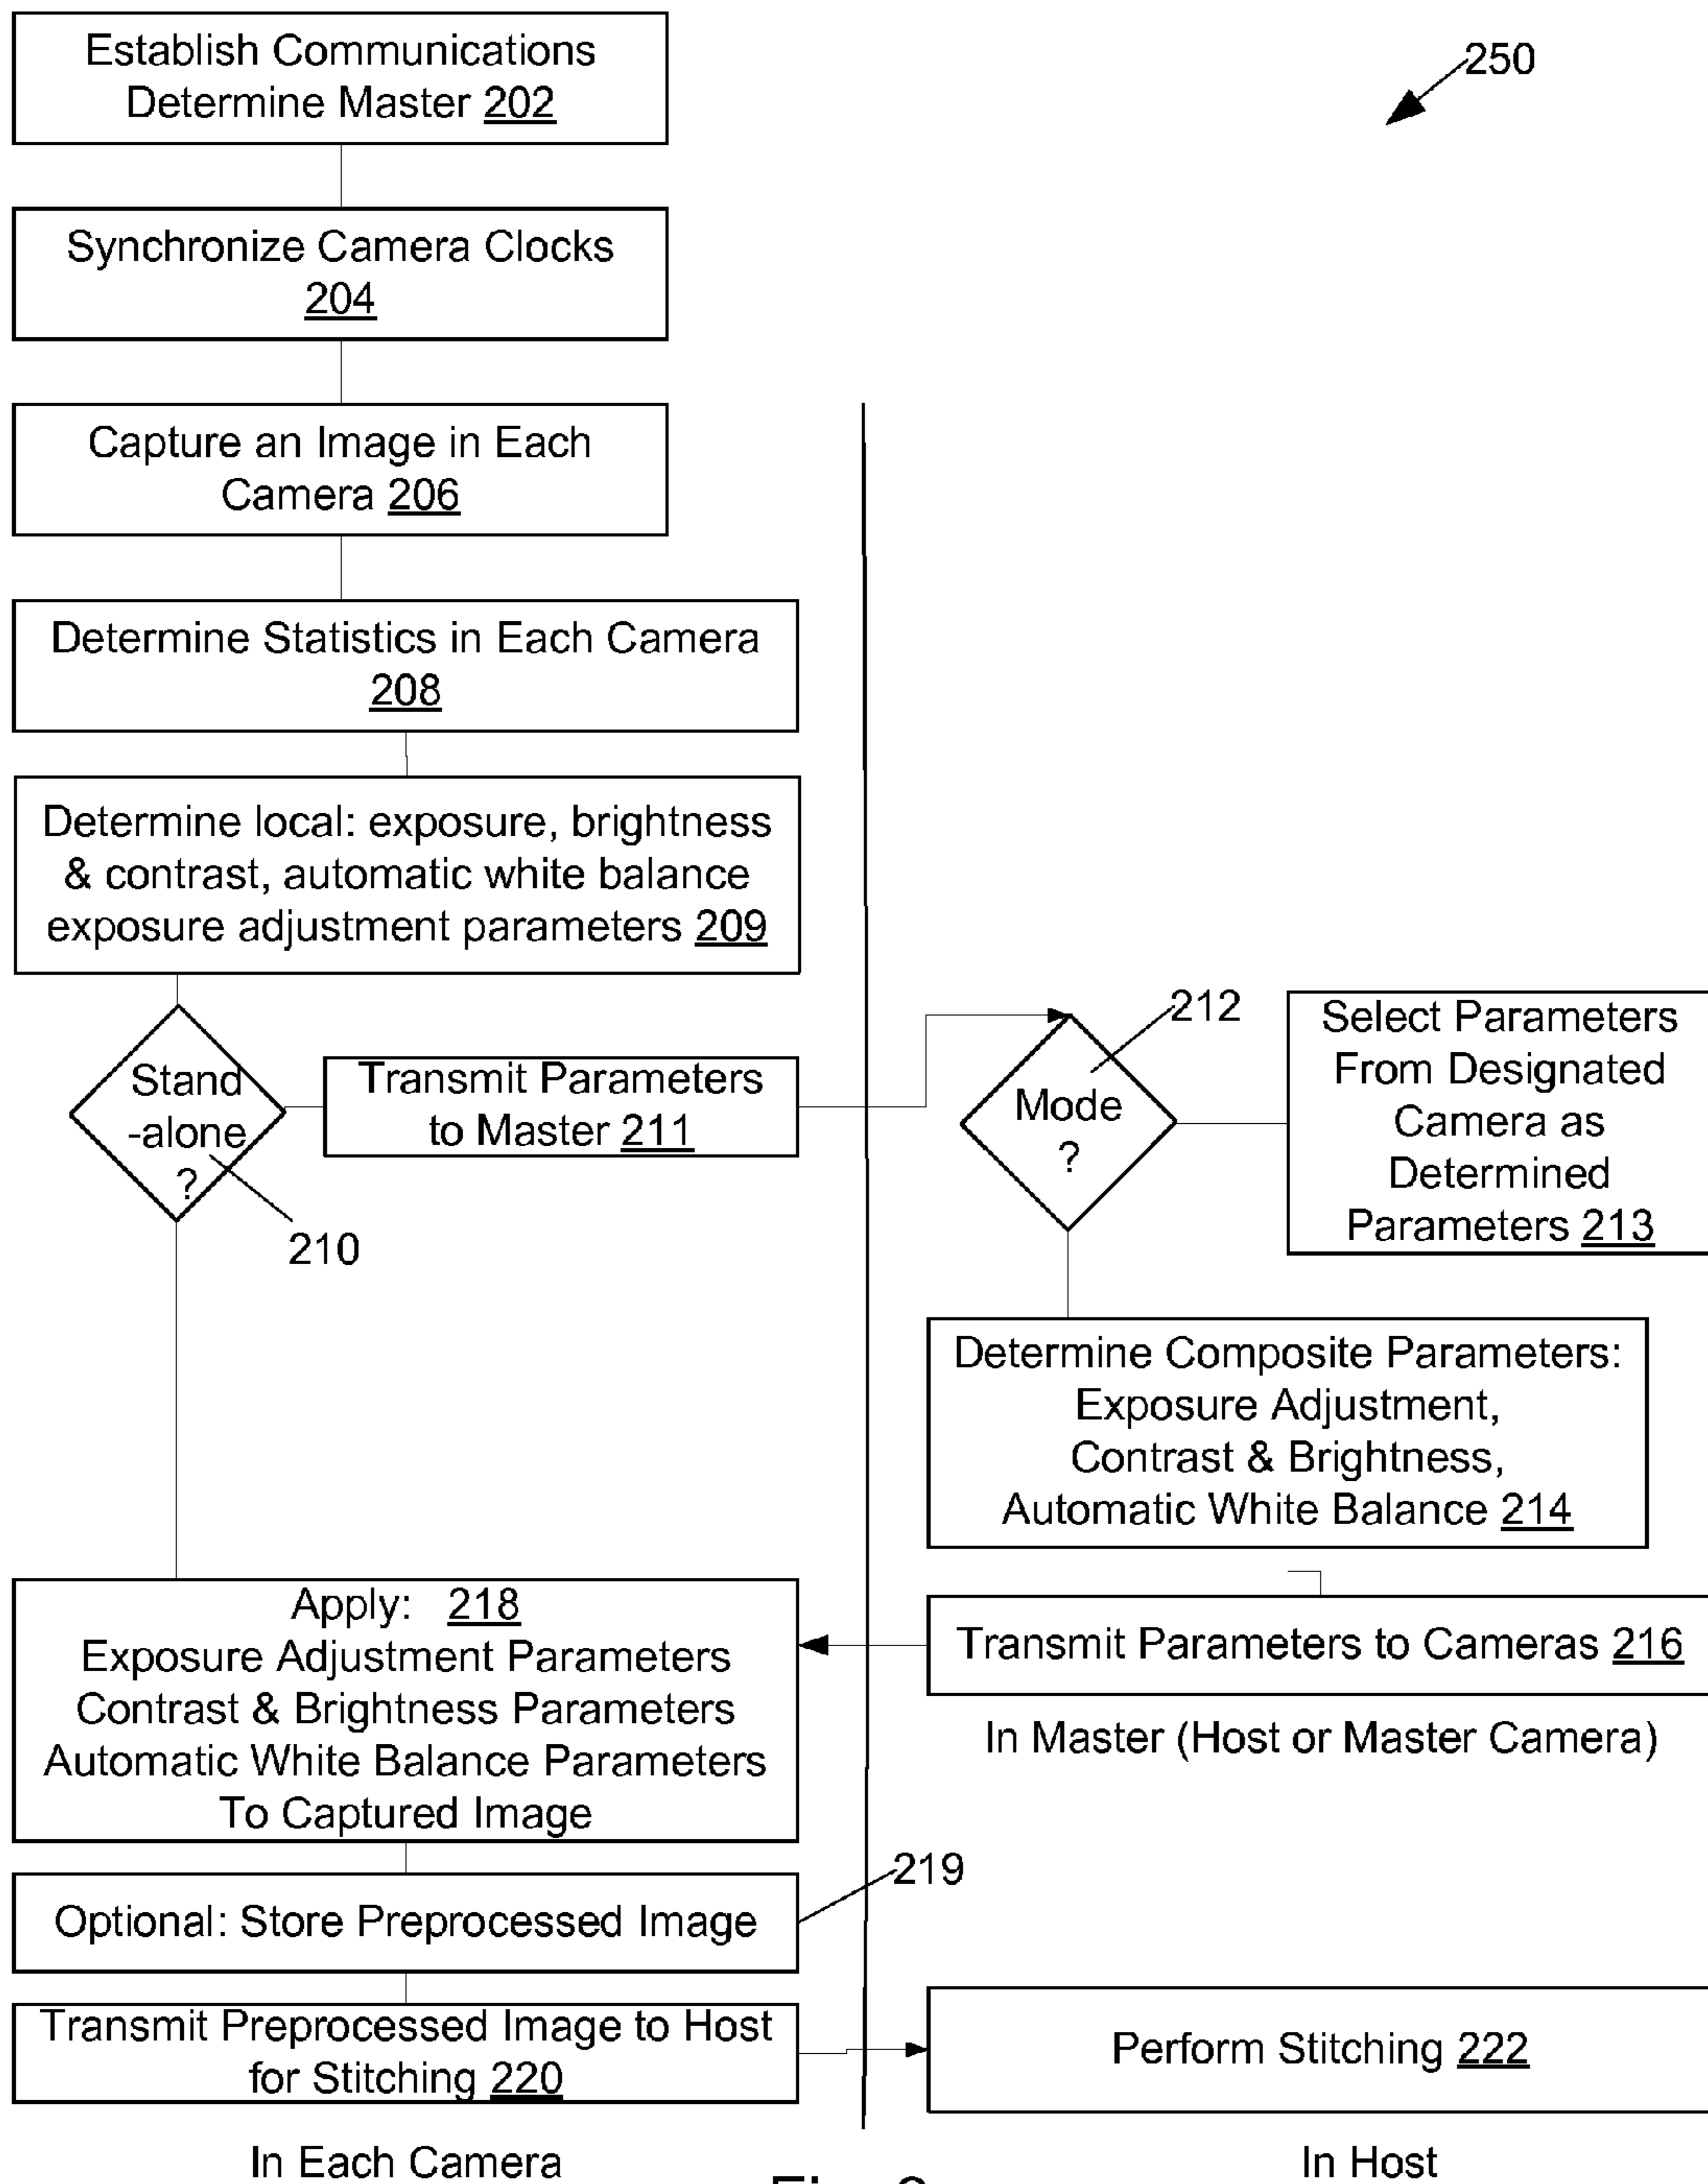 Establish Communications
Determine Master 202
250
Synchronize Camera Clocks
204
Capture an Image in Each
Camera 206
Determine Statistics in Each Camera
208
Determine local: exposure, brightness
& contrast, automatic white balance
exposure adjustment parameters 209
Stand
-alone
?
210
Transmit Parameters
to Master 211
212
Mode
?
Select Parameters
From Designated
Camera as
Determined
Parameters 213
Determine Composite Parameters:
Exposure Adjustment,
Contrast & Brightness,
Automatic White Balance 214
Transmit Parameters to Cameras 216
In Master (Host or Master Camera)
Apply: 218
Exposure Adjustment Parameters
Contrast & Brightness Parameters
Automatic White Balance Parameters
To Captured Image
219
Optional: Store Preprocessed Image
Transmit Preprocessed Image to Host
for Stitching 220
Perform Stitching 222
In Each Camera
In Host